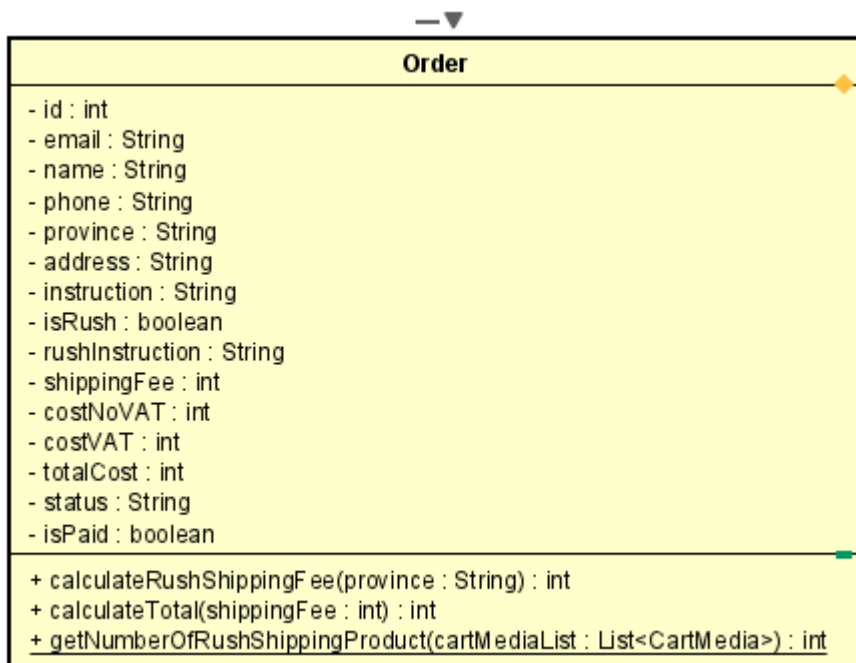 Order
- id : int
- email : String
- name : String
- phone : String
- province : String
- address : String
- instruction : String
- isRush : boolean
- rushInstruction : String
- shippingFee : int
- costNoVAT : int
- costVAT : int
- totalCost : int
- status : String
- isPaid : boolean
+ calculateRushShippingFee(province : String) : int
+ calculateTotal(shippingFee : int) : int
+ getNumberOfRushShippingProduct(cartMediaList : List<CartMedia>) : int